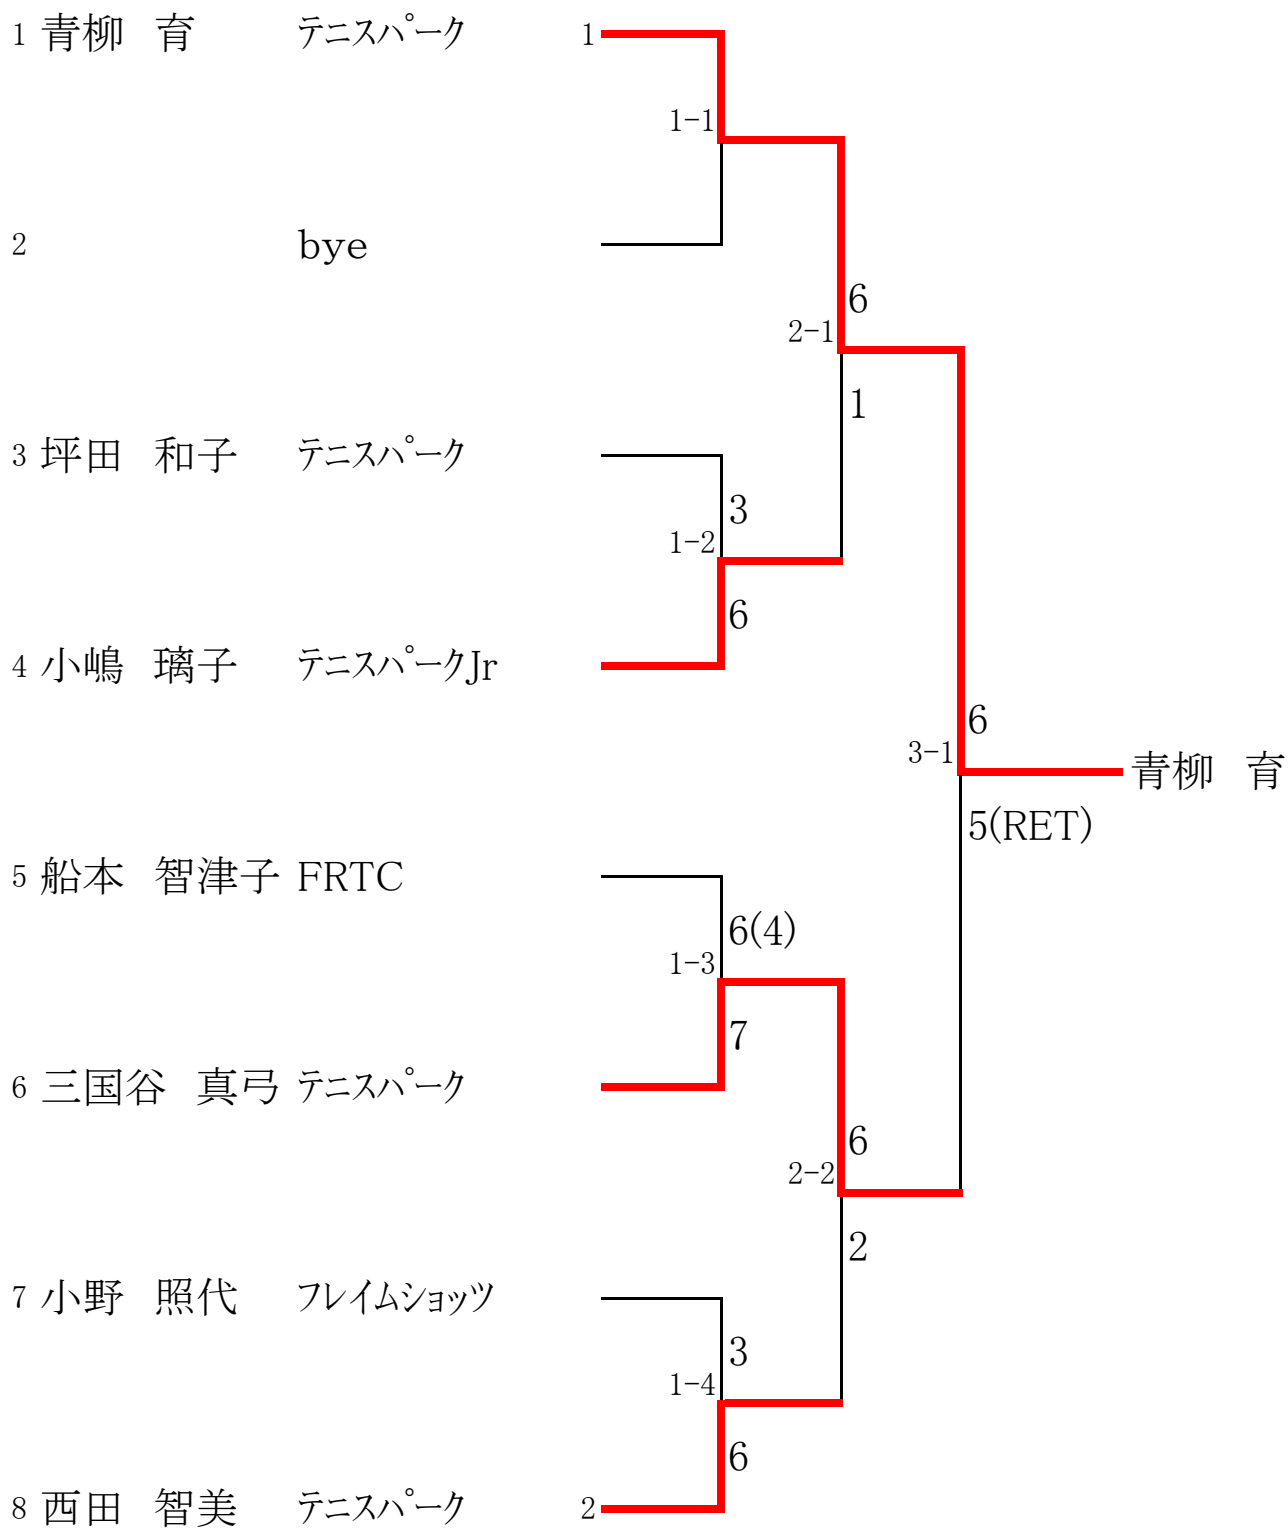 1 青柳　育 テニスパーク 1
1-1
2 bye
6
2-1
1
3 坪田　和子 テニスパーク
3
1-2
6
4 小嶋　璃子 テニスパークJr
6
3-1 青柳　育
5(RET)
5 船本　智津子 FRTC
6(4)
1-3
7
6 三国谷　真弓 テニスパーク
6
2-2
2
7 小野　照代 フレイムショッツ
3
1-4
6
8 西田　智美 テニスパーク 2